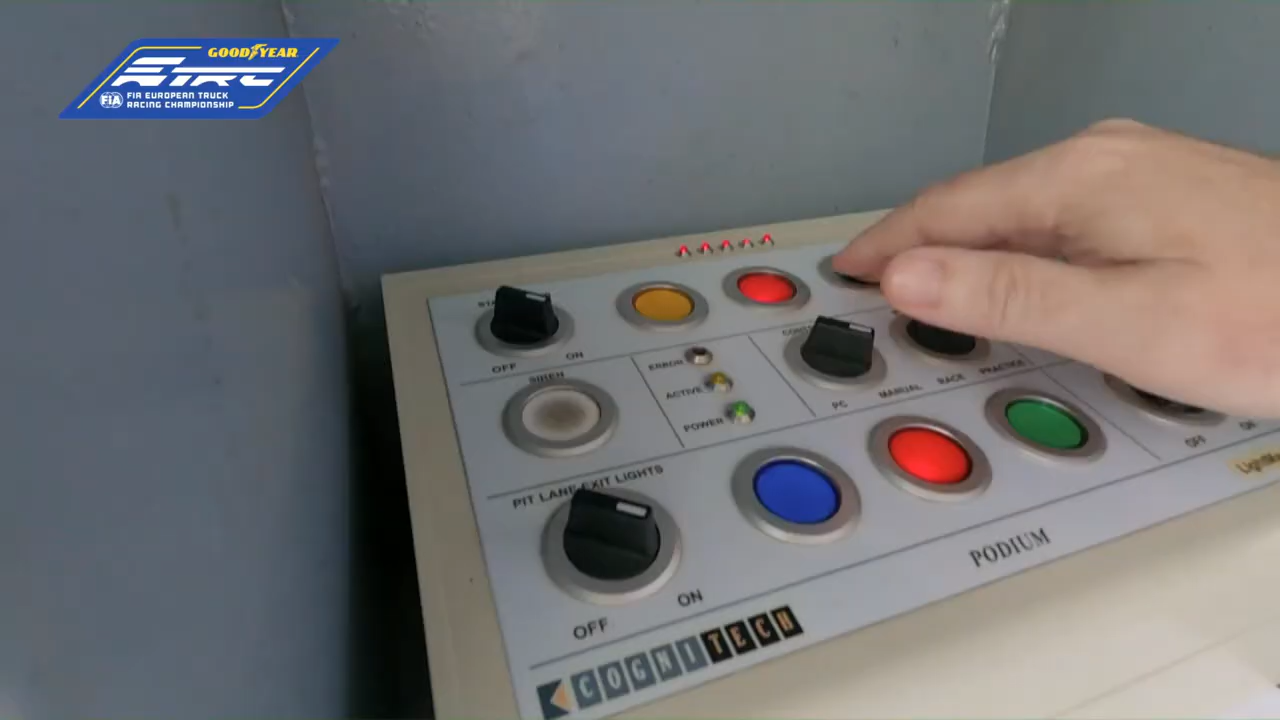 GOODYEAR
ETRC
FIA
FIA EUROPEAN TRUCK
RACING CHAMPIONSHIP
OFF
ON
SIREN
ERROR
ACTIVE
POWER
PC
MANUAL
RACE
PRACTICE
OFF
ON
PIT LANE EXIT LIGHTS
OFF
ON
PODIUM
COGNITECH